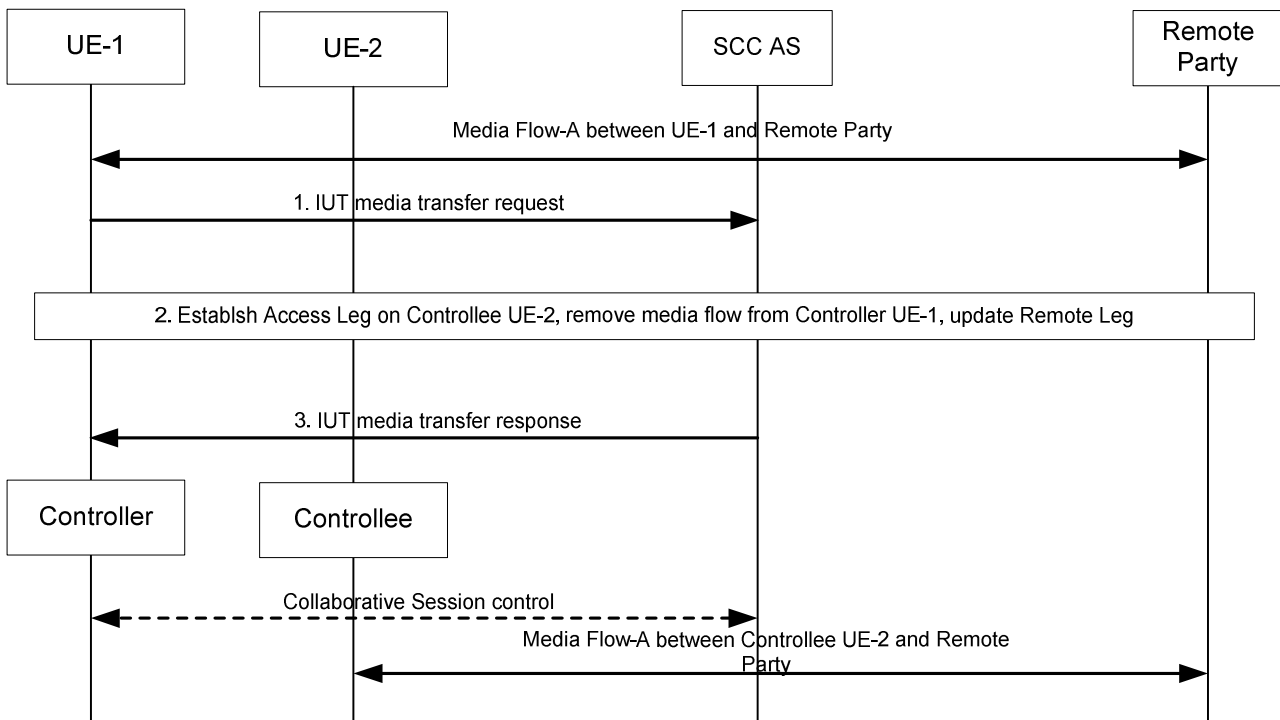 UE-1
UE-2
SCC AS
Remote
Party
Media Flow-A between UE-1 and Remote Party
1. IUT media transfer request
2. Establsh Access Leg on Controllee UE-2, remove media flow from Controller UE-1, update Remote Leg
3. IUT media transfer response
Controller
Controllee
Collaborative Session control
Media Flow-A between Controllee UE-2 and Remote
Party